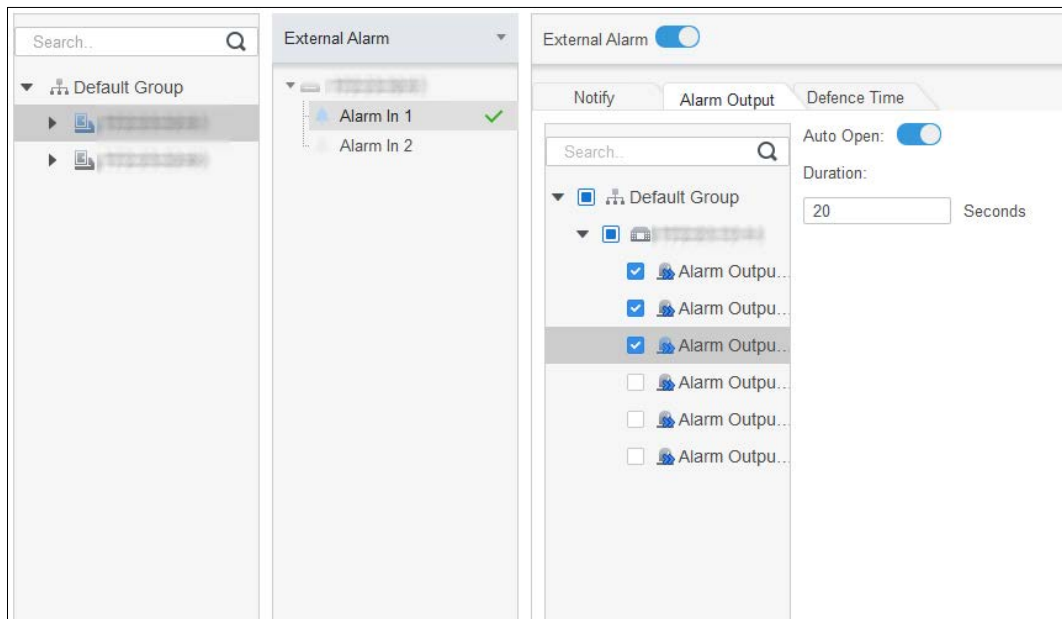 Search..
Default Group
External Alarm
Alarm In 1
Alarm In 2
External Alarm
Notify
Alarm Output
Defence Time
Search..
Default Group
Alarm Outpu...
Alarm Outpu...
Alarm Outpu...
Alarm Outpu...
Alarm Outpu...
Alarm Outpu...
Auto Open:
Duration:
20 Seconds